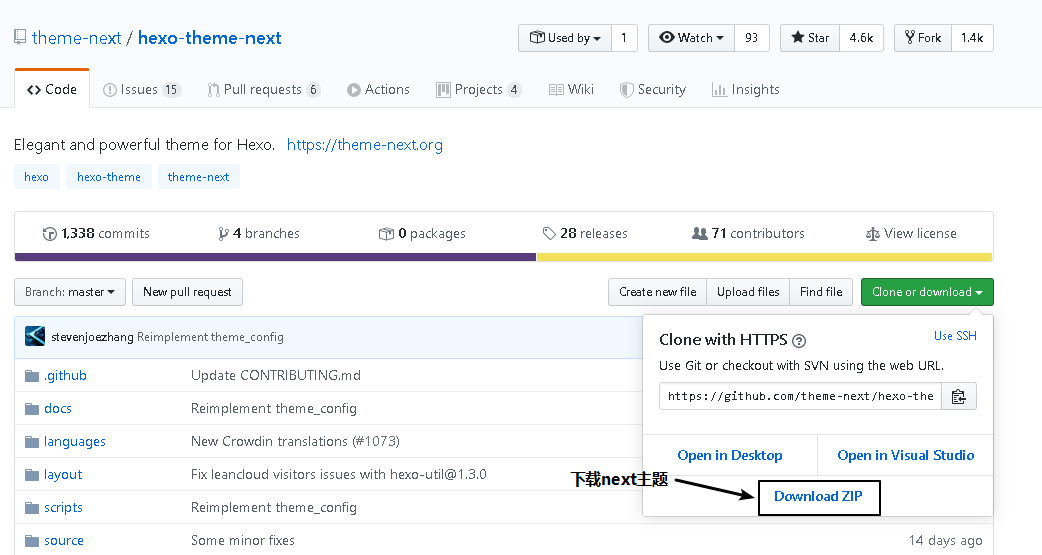 theme-next / hexo-theme-next Used by 1 Watch 93 Star 4.6k Fork 1.4k
Code Issues 15 Pull requests 6 Actions Projects 4 Wiki Security Insights
Elegant and powerful theme for Hexo. https://theme-next.org
hexo hexo-theme theme-next
1,338 commits 4 branches 0 packages 28 releases 71 contributors View license
Branch: master New pull request Create new file Upload files Find file Clone or download
stevenjoezhang Reimplement theme_config
Clone with HTTPS ? Use SSH
Use Git or checkout with SVN using the web URL.
https://github.com/theme-next/hexo-the
Open in Desktop Open in Visual Studio
下载next主题 Download ZIP
.github Update CONTRIBUTING.md
docs Reimplement theme_config
languages New Crowdin translations (#1073)
layout Fix leancloud visitors issues with hexo-util@1.3.0
scripts Reimplement theme_config
source Some minor fixes 14 days ago